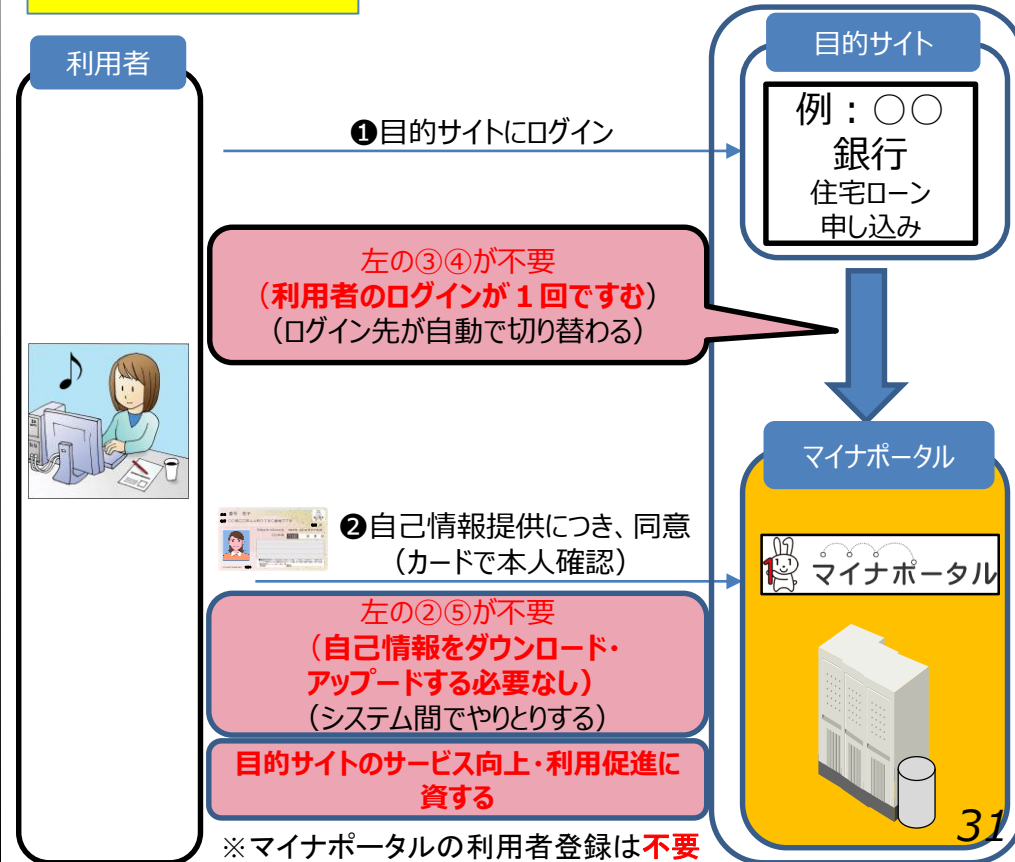 利用者
目的サイト
例：○○
銀行
住宅ローン
申し込み
❶目的サイトにログイン
左の③④が不要
（利用者のログインが１回ですむ）
（ログイン先が自動で切り替わる）
マイナポータル
❷自己情報提供につき、同意
（カードで本人確認）
マイナポータル
左の②⑤が不要
（自己情報をダウンロード・
アップードする必要なし）
（システム間でやりとりする）
目的サイトのサービス向上・利用促進に
資する
※マイナポータルの利用者登録は不要
31